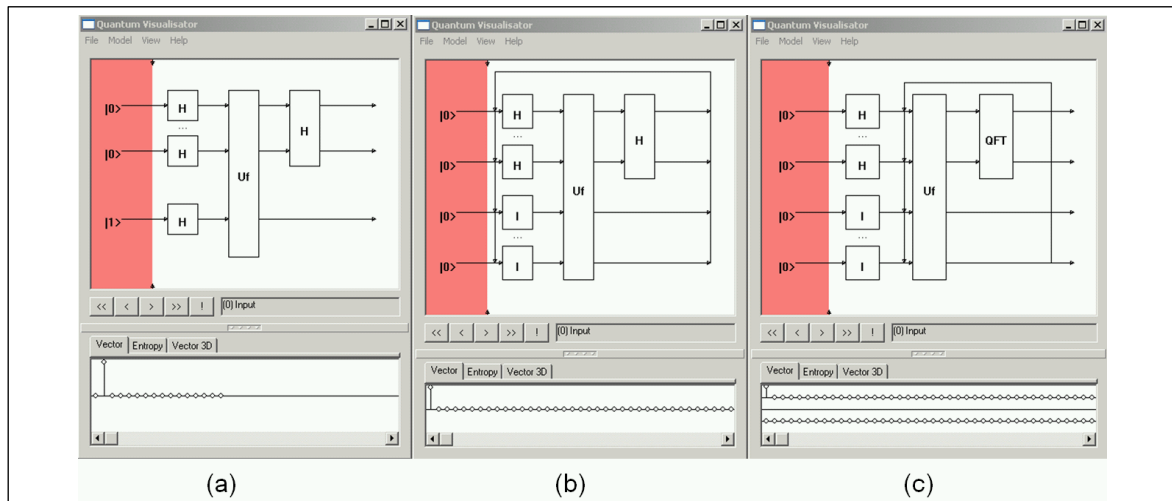 Quantum Visualisator
File Model View Help
|0>
H
...
|0>
H
H
Uf
|1>
H
<< < > >> ! (0) Input
Vector Entropy Vector 3D
(a)
Quantum Visualisator
File Model View Help
|0>
H
...
|0>
H
H
Uf
|0>
I
...
|0>
I
<< < > >> ! (0) Input
Vector Entropy Vector 3D
(b)
Quantum Visualisator
File Model View Help
|0>
H
...
|0>
H
QFT
Uf
|0>
I
...
|0>
I
<< < > >> ! (0) Input
Vector Entropy Vector 3D
(c)